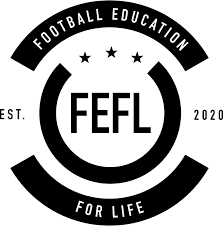 FOOTBALL EDUCATION
EST. FEFL 2020
FOR LIFE